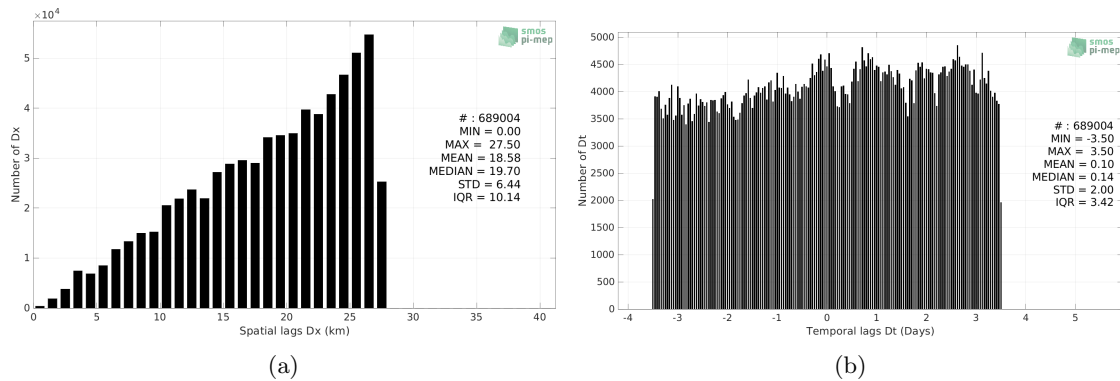 ×10⁴
5
4
3
2
1
0
Number of Dx
0 5 10 15 20 25 30 35 40
Spatial lags Dx (km)
smos
pi-mep
# : 689004
MIN = 0.00
MAX = 27.50
MEAN = 18.58
MEDIAN = 19.70
STD = 6.44
IQR = 10.14
(a)
5000
4500
4000
3500
3000
2500
2000
1500
1000
500
0
Number of Dt
-4 -3 -2 -1 0 1 2 3 4 5
Temporal lags Dt (Days)
smos
pi-mep
# : 689004
MIN = -3.50
MAX = 3.50
MEAN = 0.10
MEDIAN = 0.14
STD = 2.00
IQR = 3.42
(b)